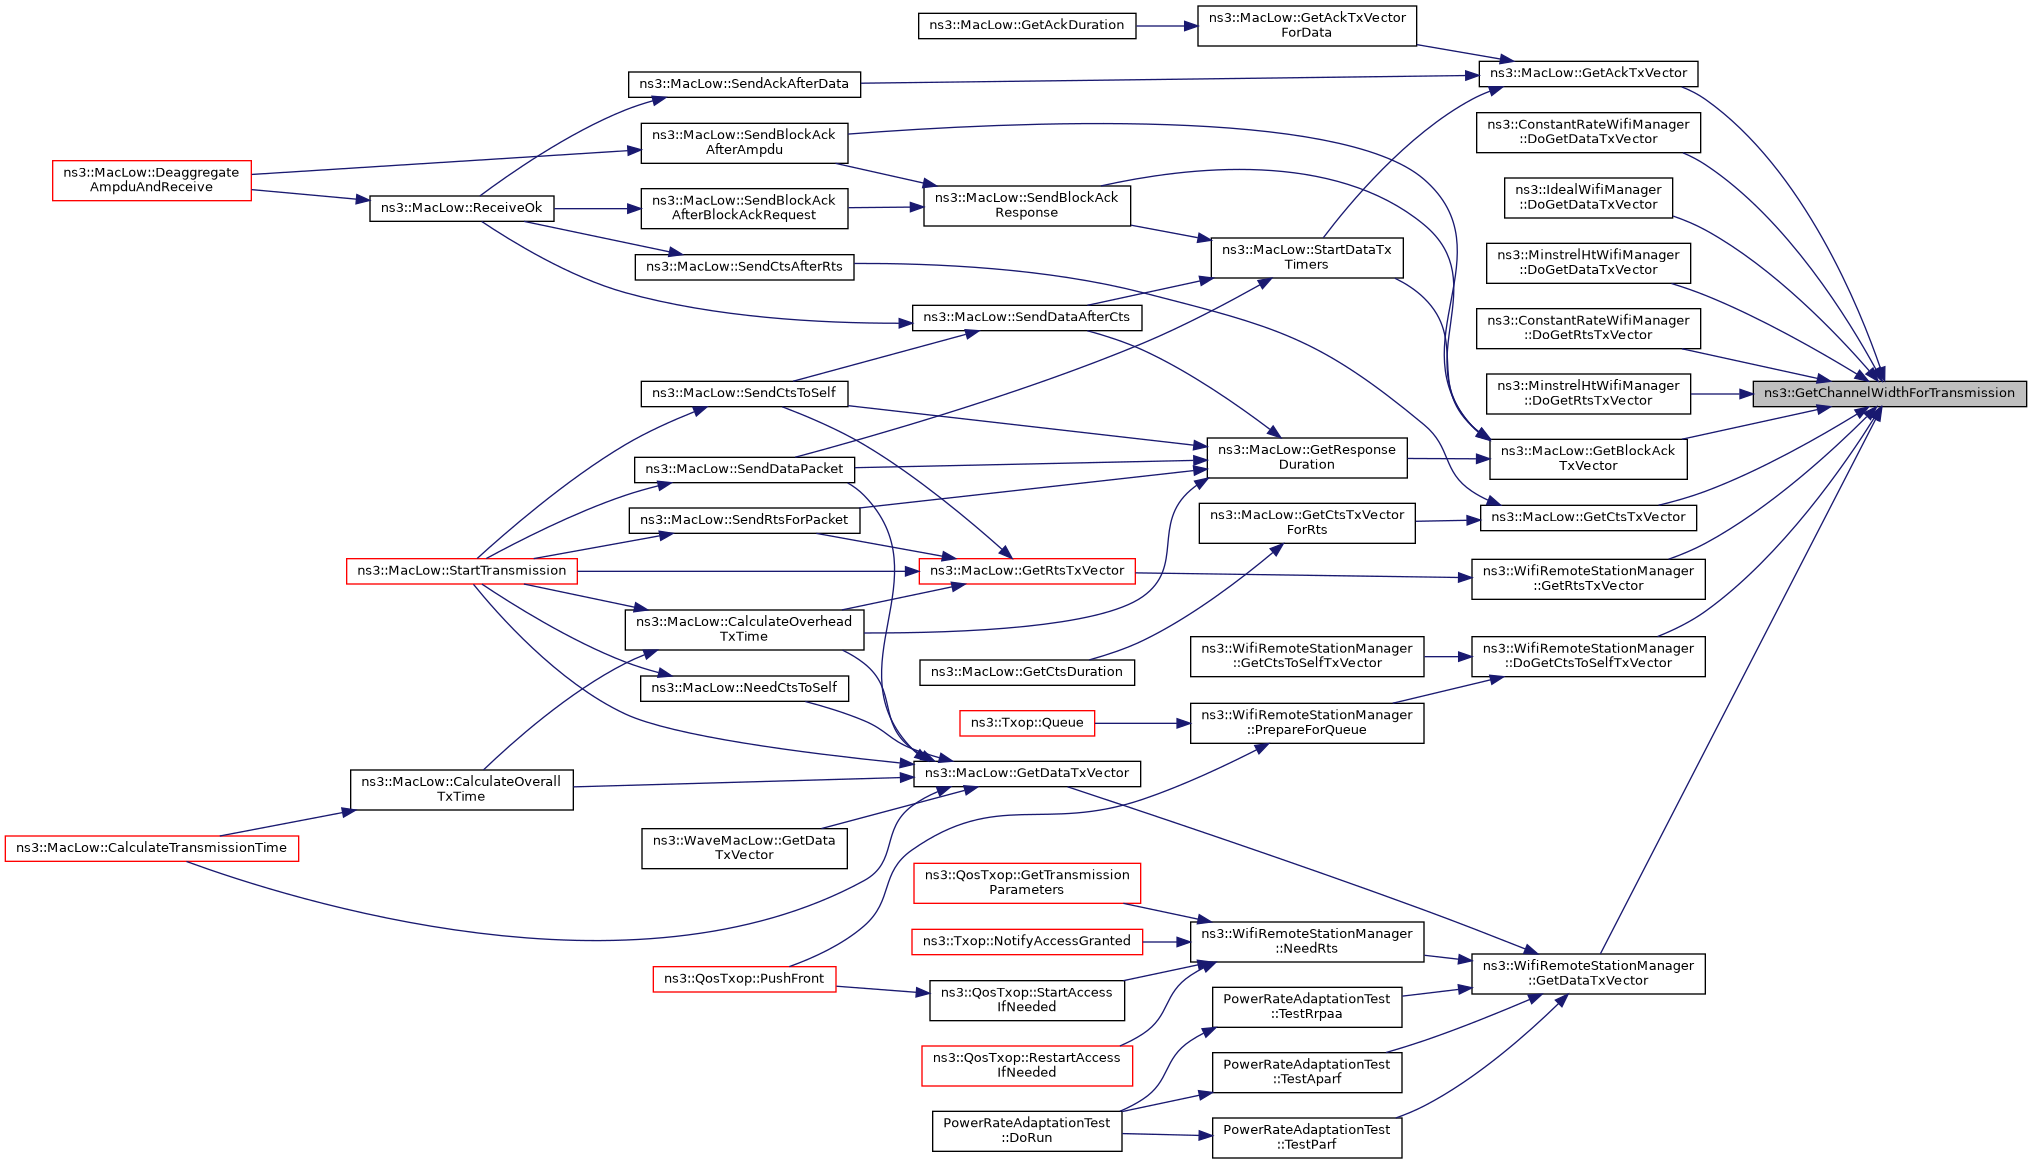 ns3::MacLow::GetAckDuration
ns3::MacLow::GetAckTxVector
ForData
ns3::MacLow::SendAckAfterData
ns3::MacLow::GetAckTxVector
ns3::MacLow::SendBlockAck
AfterAmpdu
ns3::ConstantRateWifiManager
::DoGetDataTxVector
ns3::MacLow::Deaggregate
AmpduAndReceive
ns3::MacLow::ReceiveOk
ns3::MacLow::SendBlockAck
AfterBlockAckRequest
ns3::MacLow::SendBlockAck
Response
ns3::IdealWifiManager
::DoGetDataTxVector
ns3::MacLow::SendCtsAfterRts
ns3::MacLow::StartDataTx
Timers
ns3::MinstrelHtWifiManager
::DoGetDataTxVector
ns3::MacLow::SendDataAfterCts
ns3::ConstantRateWifiManager
::DoGetRtsTxVector
ns3::MacLow::SendCtsToSelf
ns3::MinstrelHtWifiManager
::DoGetRtsTxVector
ns3::GetChannelWidthForTransmission
ns3::MacLow::SendDataPacket
ns3::MacLow::GetResponse
Duration
ns3::MacLow::GetBlockAck
TxVector
ns3::MacLow::SendRtsForPacket
ns3::MacLow::GetCtsTxVector
ForRts
ns3::MacLow::GetCtsTxVector
ns3::MacLow::StartTransmission
ns3::MacLow::GetRtsTxVector
ns3::WifiRemoteStationManager
::GetRtsTxVector
ns3::MacLow::CalculateOverhead
TxTime
ns3::MacLow::GetCtsDuration
ns3::WifiRemoteStationManager
::GetCtsToSelfTxVector
ns3::WifiRemoteStationManager
::DoGetCtsToSelfTxVector
ns3::MacLow::NeedCtsToSelf
ns3::Txop::Queue
ns3::WifiRemoteStationManager
::PrepareForQueue
ns3::MacLow::CalculateOverall
TxTime
ns3::MacLow::GetDataTxVector
ns3::MacLow::CalculateTransmissionTime
ns3::WaveMacLow::GetData
TxVector
ns3::QosTxop::GetTransmission
Parameters
ns3::Txop::NotifyAccessGranted
ns3::WifiRemoteStationManager
::NeedRts
ns3::WifiRemoteStationManager
::GetDataTxVector
ns3::QosTxop::PushFront
ns3::QosTxop::StartAccess
IfNeeded
PowerRateAdaptationTest
::TestRrpaa
ns3::QosTxop::RestartAccess
IfNeeded
PowerRateAdaptationTest
::TestAparf
PowerRateAdaptationTest
::DoRun
PowerRateAdaptationTest
::TestParf